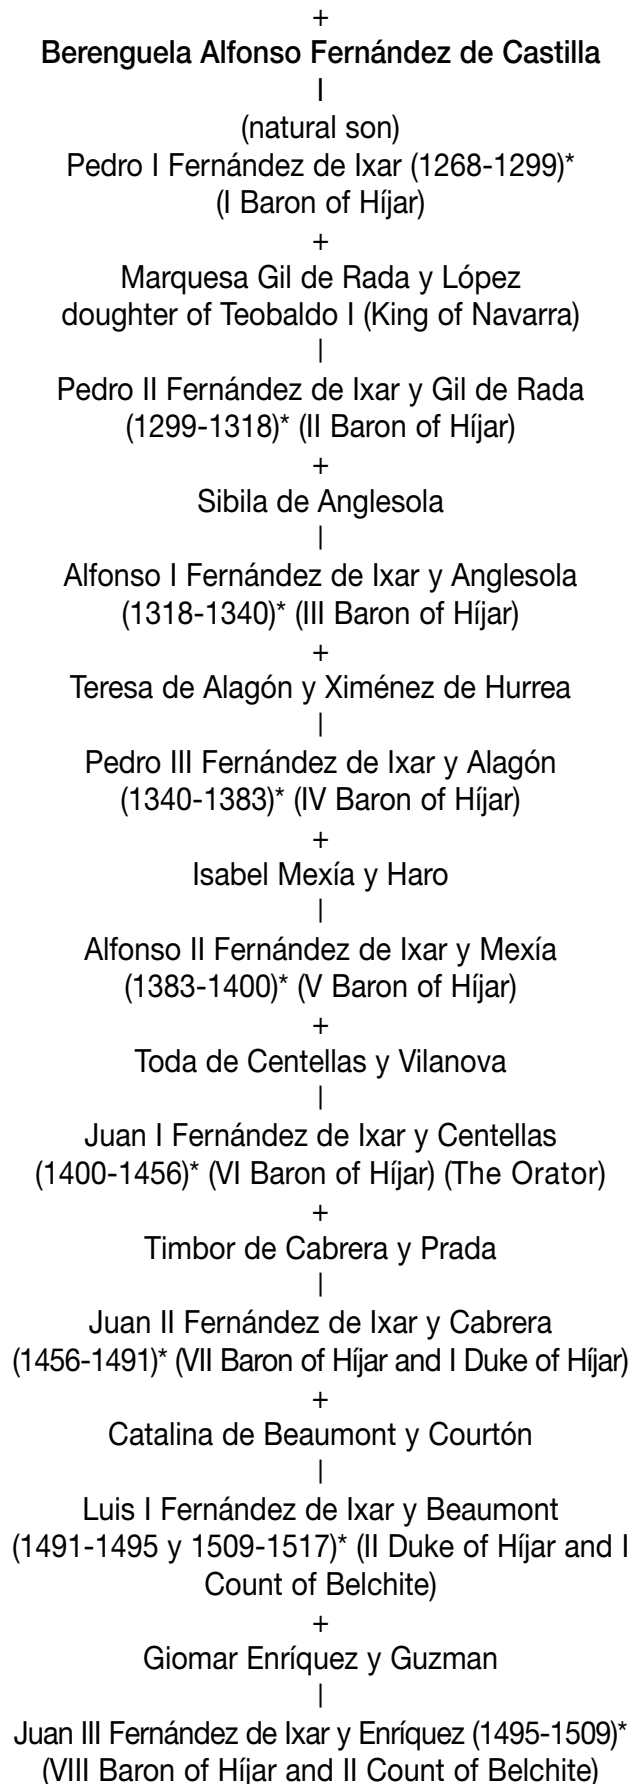 +
Berenguela Alfonso Fernández de Castilla
|
(natural son)
Pedro I Fernández de Ixar (1268-1299)*
(I Baron of Híjar)
+
Marquesa Gil de Rada y López
doughter of Teobaldo I (King of Navarra)
|
Pedro II Fernández de Ixar y Gil de Rada
(1299-1318)* (II Baron of Híjar)
+
Sibila de Anglesola
|
Alfonso I Fernández de Ixar y Anglesola
(1318-1340)* (III Baron of Híjar)
+
Teresa de Alagón y Ximénez de Hurrea
|
Pedro III Fernández de Ixar y Alagón
(1340-1383)* (IV Baron of Híjar)
+
Isabel Mexía y Haro
|
Alfonso II Fernández de Ixar y Mexía
(1383-1400)* (V Baron of Híjar)
+
Toda de Centellas y Vilanova
|
Juan I Fernández de Ixar y Centellas
(1400-1456)* (VI Baron of Híjar) (The Orator)
+
Timbor de Cabrera y Prada
|
Juan II Fernández de Ixar y Cabrera
(1456-1491)* (VII Baron of Híjar and I Duke of Híjar)
+
Catalina de Beaumont y Courtón
|
Luis I Fernández de Ixar y Beaumont
(1491-1495 y 1509-1517)* (II Duke of Híjar and I
Count of Belchite)
+
Giomar Enríquez y Guzman
|
Juan III Fernández de Ixar y Enríquez (1495-1509)*
(VIII Baron of Híjar and II Count of Belchite)